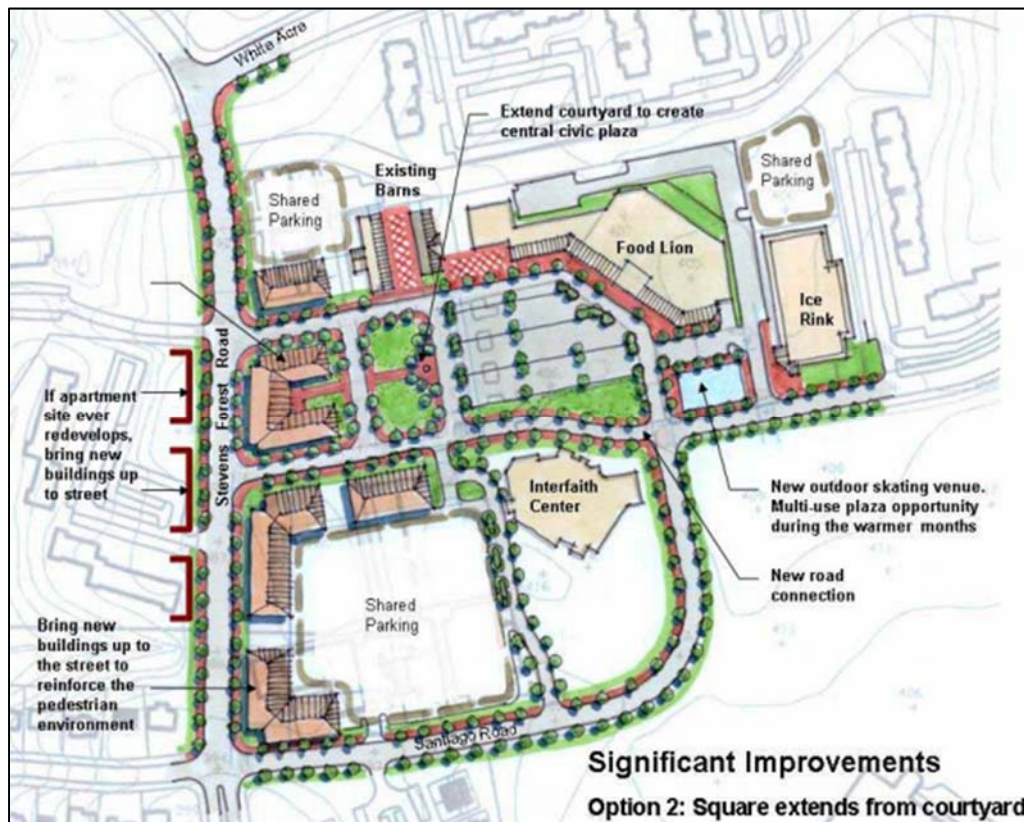 White Acre
Extend courtyard to create
central civic plaza
Existing
Barns
Shared
Parking
Shared
Parking
Food Lion
Ice
Rink
Stevens Forest Road
If apartment
site ever
redevelops,
bring new
buildings up
to street
Interfaith
Center
New outdoor skating venue.
Multi-use plaza opportunity
during the warmer months
New road
connection
Shared
Parking
Bring new
buildings up to
the street to
reinforce the
pedestrian
environment
Santiago Road
Significant Improvements
Option 2: Square extends from courtyard